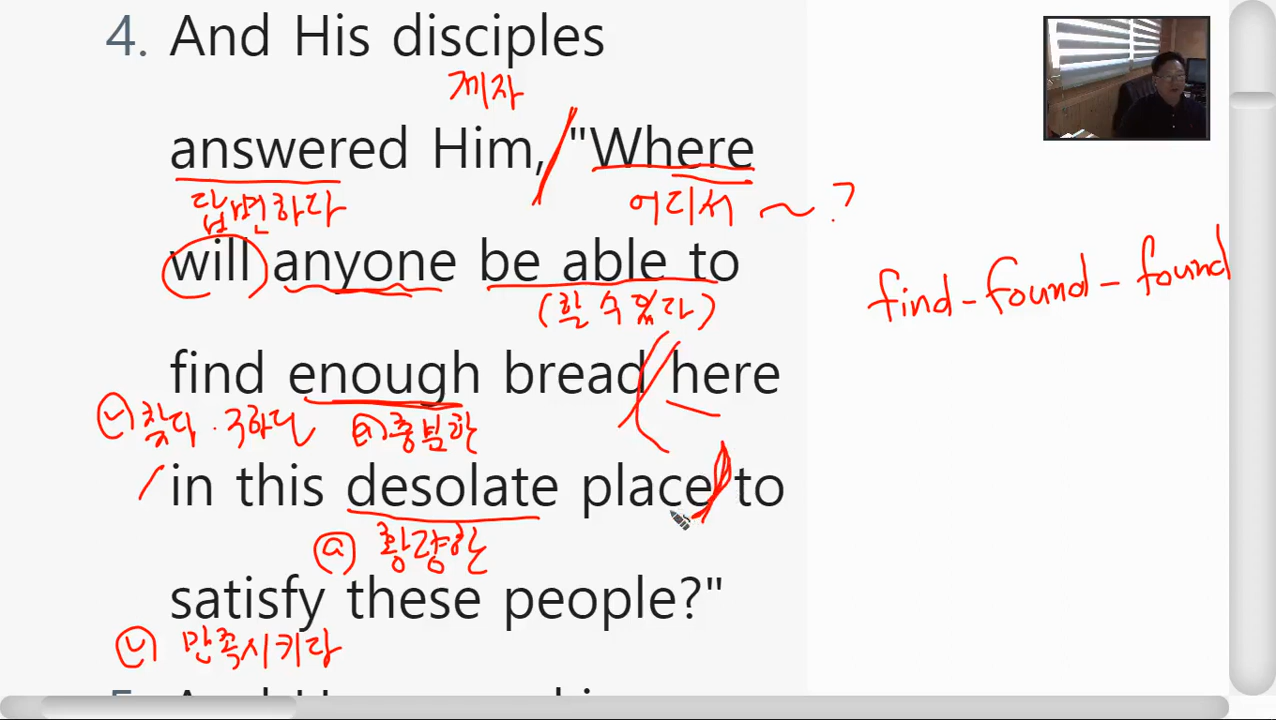 4. And His disciples
제자
answered Him, "Where
답변하다 어디서 ~?
will anyone be able to
(할 수 있다)
find - found - found
find enough bread here
ⓥ 찾다 · 구하다 ⓐ 충분한
in this desolate place to
ⓐ 황량한
satisfy these people?"
ⓥ 만족시키다